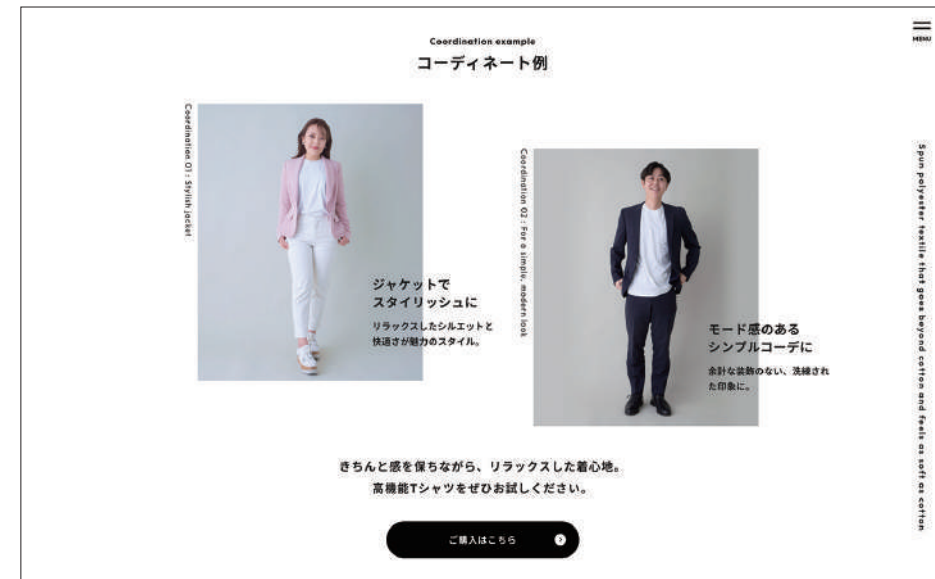 MENU
Coordination example
コーディネート例
Coordination 01 : Stylish jacket
ジャケットで
スタイリッシュに
リラックスしたシルエットと
快適さが魅力のスタイル。
Coordination 02 : For a simple, modern look
モード感のある
シンプルコーデに
余計な装飾のない、洗練され
た印象に。
きちんと感を保ちながら、リラックスした着心地。
高機能Tシャツをぜひお試しください。
ご購入はこちら
Spun polyester textile that goes beyond cotton and feels as soft as cotton